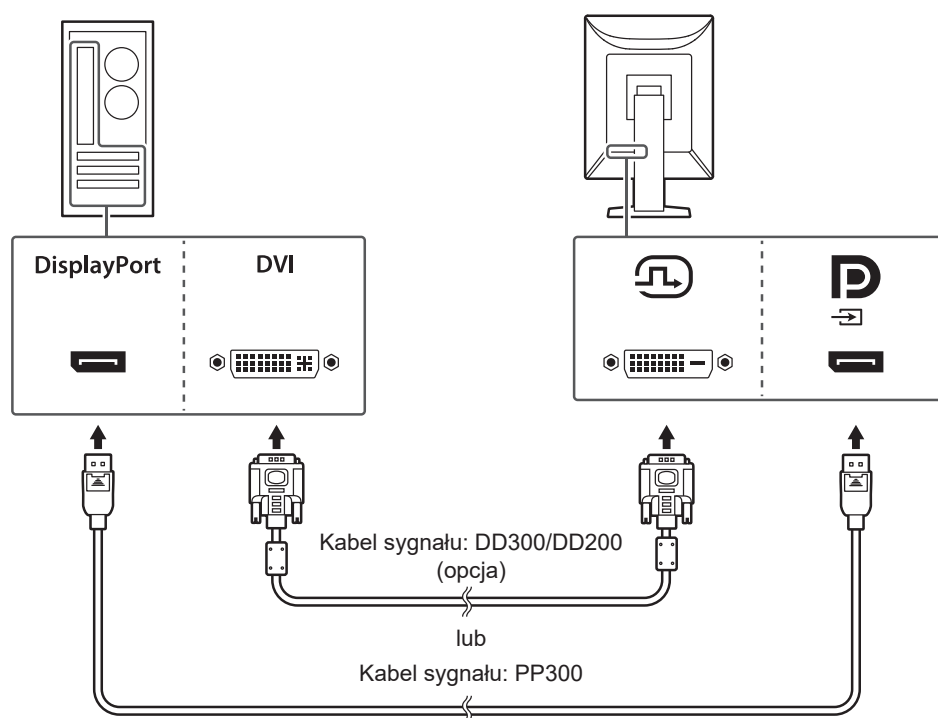 DisplayPort
DVI
Kabel sygnału: DD300/DD200
(opcja)
lub
Kabel sygnału: PP300